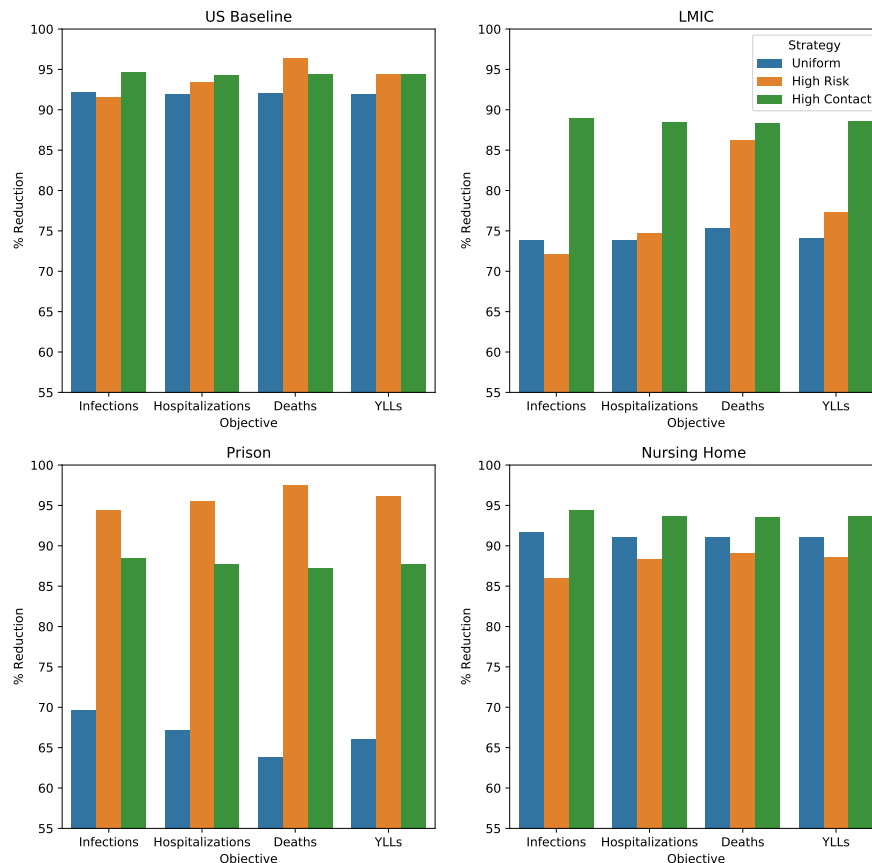 US Baseline
100
95
90
85
80
75
70
65
60
55
% Reduction
Infections Hospitalizations Deaths YLLs
Objective
LMIC
100
95
90
85
80
75
70
65
60
55
% Reduction
Strategy
Uniform
High Risk
High Contact
Infections Hospitalizations Deaths YLLs
Objective
Prison
100
95
90
85
80
75
70
65
60
55
% Reduction
Infections Hospitalizations Deaths YLLs
Objective
Nursing Home
100
95
90
85
80
75
70
65
60
55
% Reduction
Infections Hospitalizations Deaths YLLs
Objective